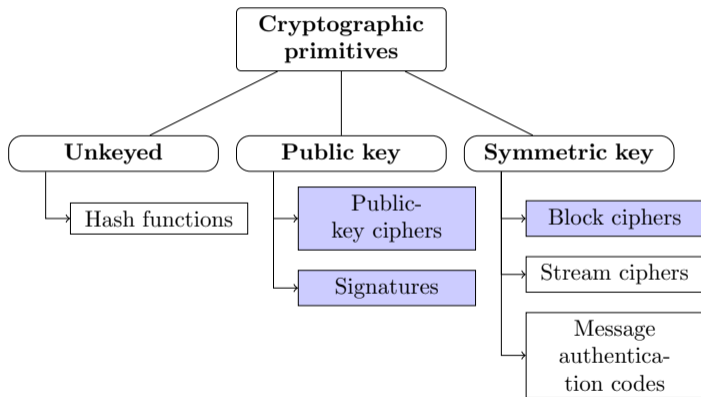 Cryptographic
primitives
Unkeyed
Public key
Symmetric key
Hash functions
Public-
key ciphers
Signatures
Block ciphers
Stream ciphers
Message
authentica-
tion codes